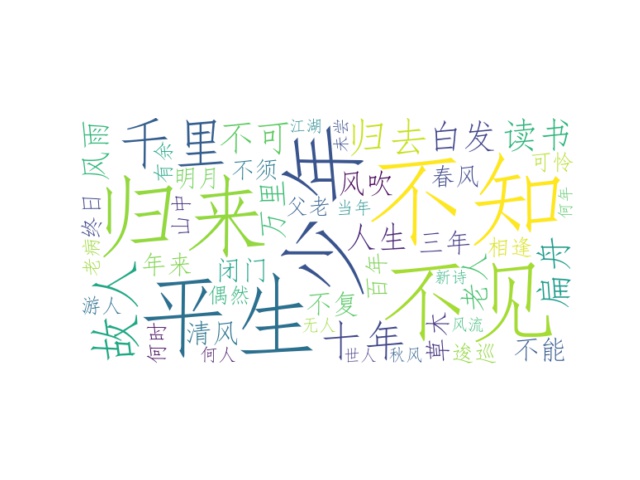 风雨
千里
有余
不可
江湖
未尝
归去
白发
读书
终日
山中
明月
不须
万里
少年
风吹
春风
可怜
何年
归来
父老
当年
不知
老病
年来
闭门
人生
三年
相逢
扁舟
故人
平生
偶然
不复
百年
新诗
老人
不见
游人
何时
清风
无人
十年
草木
风流
何人
世人
秋风
逡巡
不能